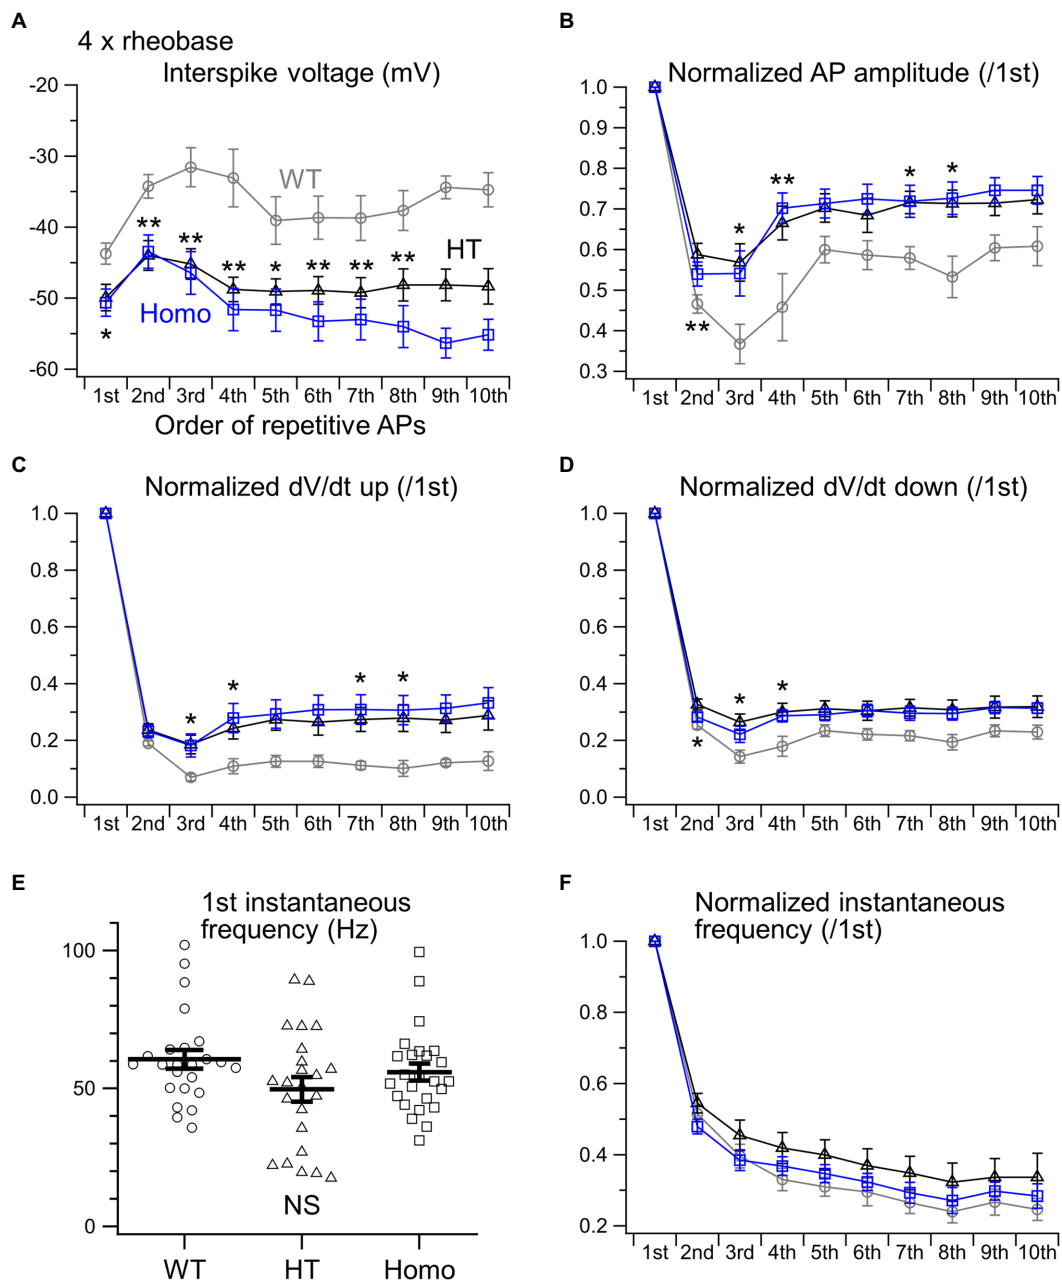 A
4 x rheobase
Interspike voltage (mV)
-20
-30
-40
-50
-60
WT
HT
Homo
**
**
**
*
**
**
**
*
1st 2nd 3rd 4th 5th 6th 7th 8th 9th 10th
Order of repetitive APs
B
Normalized AP amplitude (/1st)
1.0
0.9
0.8
0.7
0.6
0.5
0.4
0.3
**
*
**
*
*
1st 2nd 3rd 4th 5th 6th 7th 8th 9th 10th
C
Normalized dV/dt up (/1st)
1.0
0.8
0.6
0.4
0.2
0.0
*
*
*
*
1st 2nd 3rd 4th 5th 6th 7th 8th 9th 10th
D
Normalized dV/dt down (/1st)
1.0
0.8
0.6
0.4
0.2
0.0
*
*
*
1st 2nd 3rd 4th 5th 6th 7th 8th 9th 10th
E
1st instantaneous
frequency (Hz)
100
50
0
NS
WT HT Homo
F
Normalized instantaneous
frequency (/1st)
1.0
0.8
0.6
0.4
0.2
1st 2nd 3rd 4th 5th 6th 7th 8th 9th 10th